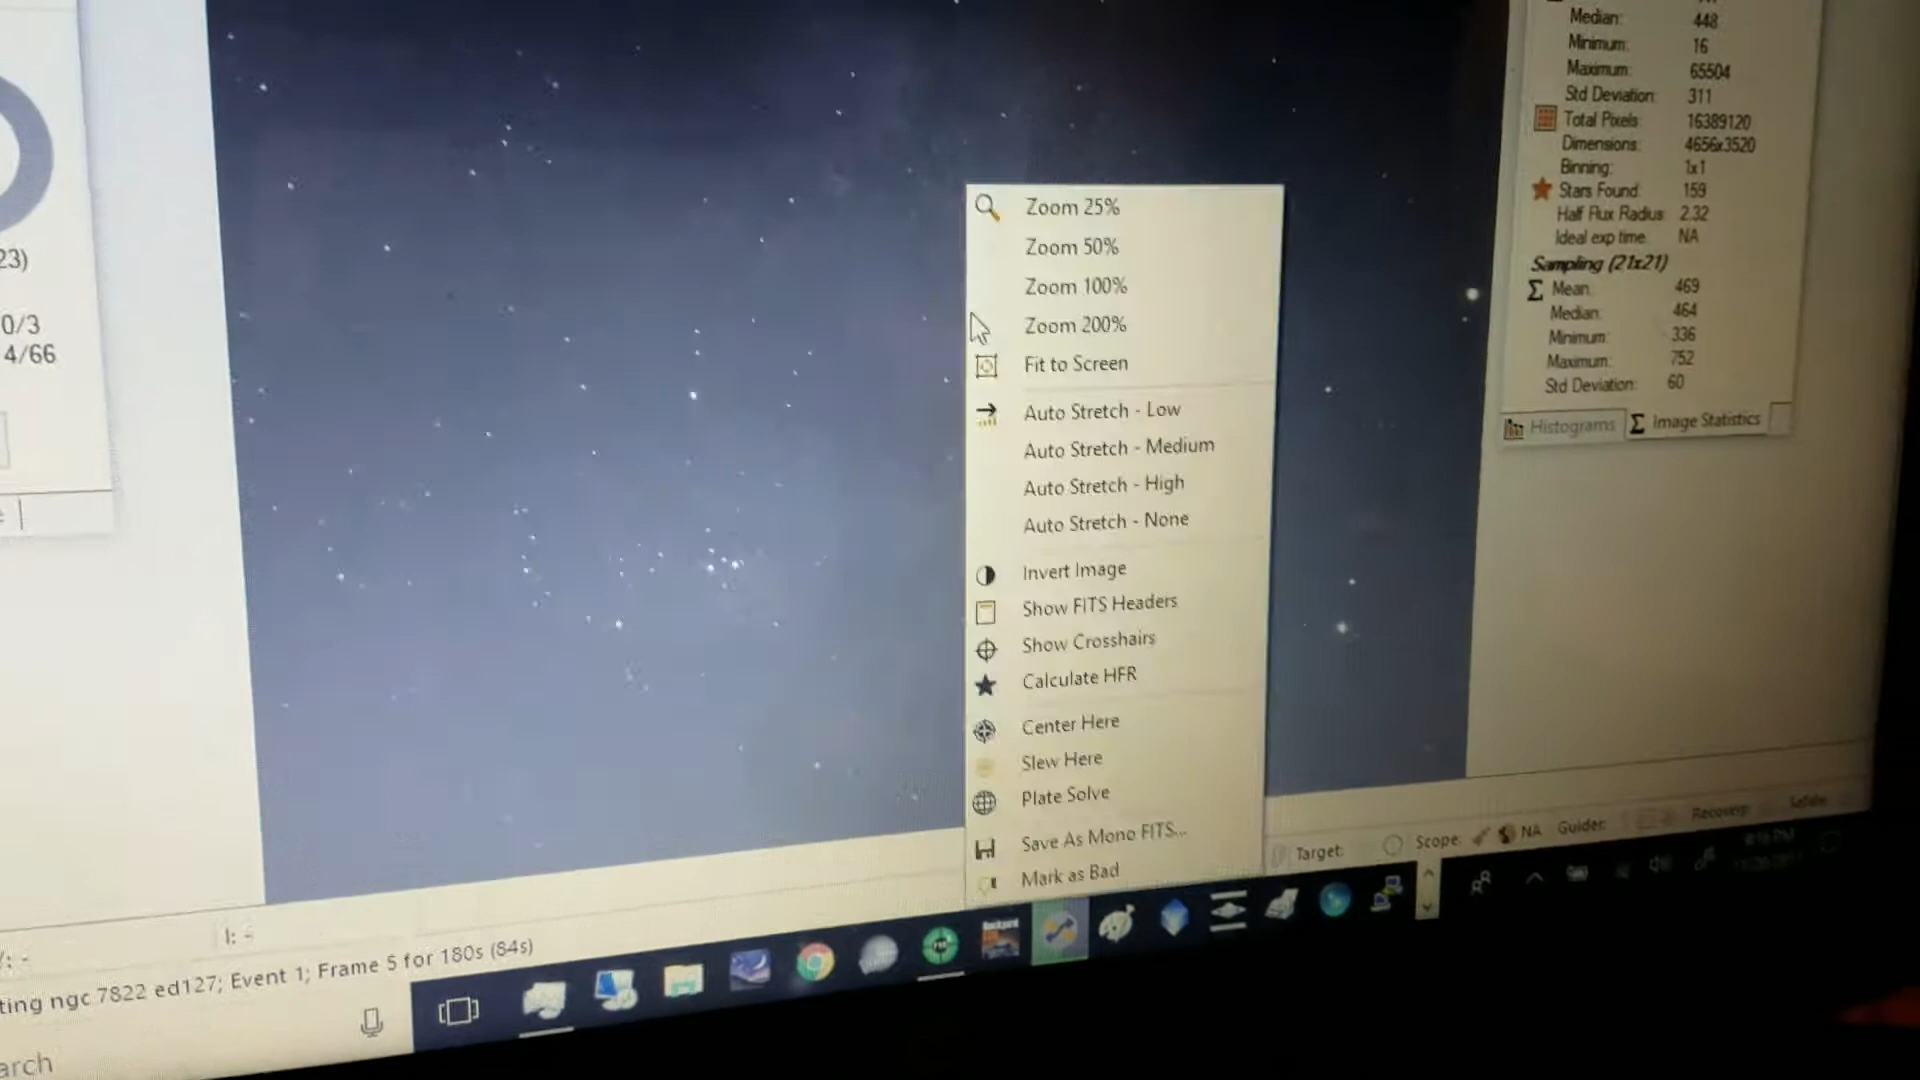 23)
0/3
4/66
Zoom 25%
Zoom 50%
Zoom 100%
Zoom 200%
Fit to Screen
Auto Stretch - Low
Auto Stretch - Medium
Auto Stretch - High
Auto Stretch - None
Invert Image
Show FITS Headers
Show Crosshairs
Calculate HFR
Center Here
Slew Here
Plate Solve
Save As Mono FITS...
Mark as Bad
Median: 448
Minimum: 16
Maximum: 65504
Std Deviation: 311
Total Pixels: 16389120
Dimensions: 4656x3520
Binning: 1x1
Stars Found: 159
Half Flux Radius: 2.32
Ideal exp time: NA
Sampling (21x21)
Mean: 469
Median: 464
Minimum: 336
Maximum: 752
Std Deviation: 60
Histograms
Image Statistics
I: -
Target: Scope: NA Guider: Recovery:
ting ngc 7822 ed127; Event 1; Frame 5 for 180s (84s)
arch